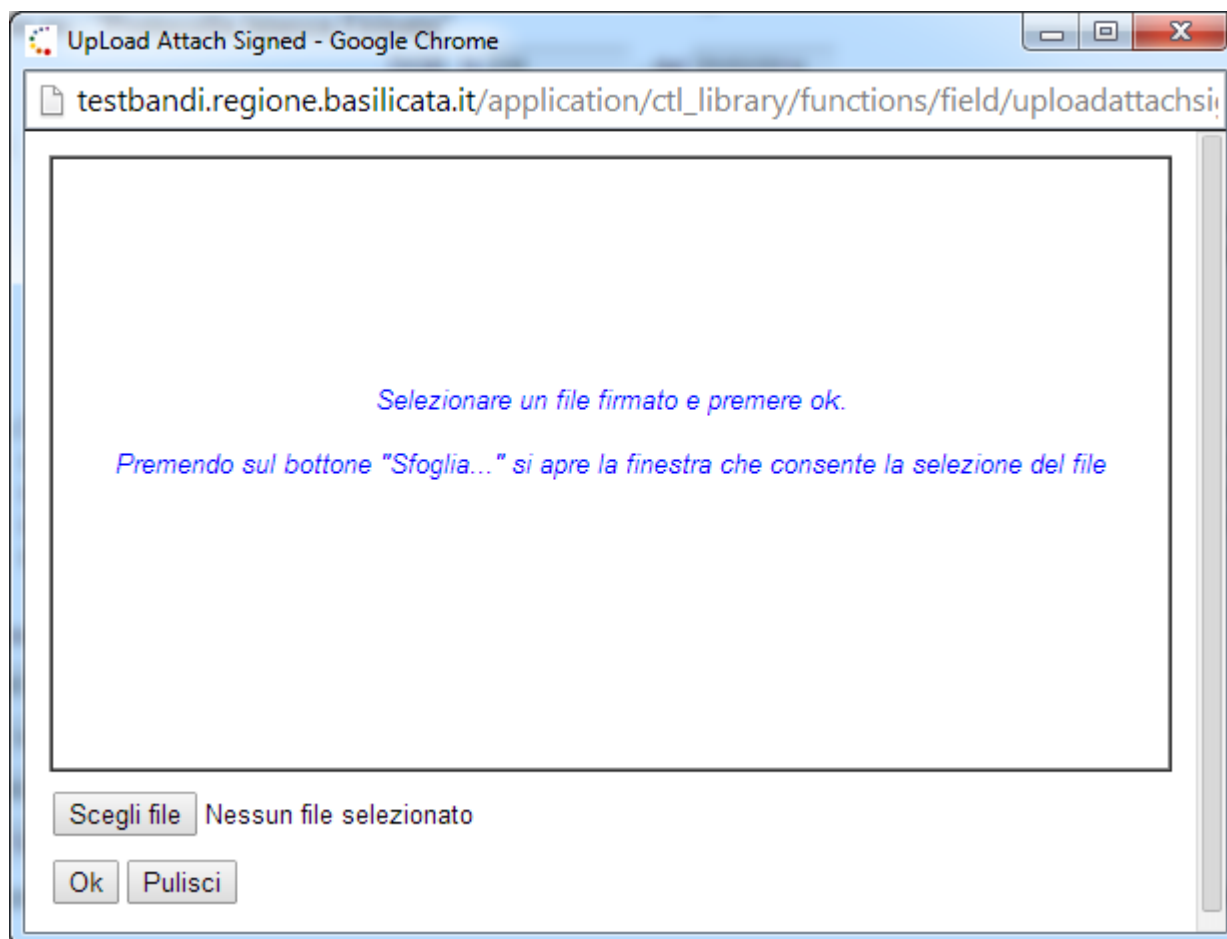 UpLoad Attach Signed - Google Chrome
testbandi.regione.basilicata.it/application/ctl_library/functions/field/uploadattachsi
Selezionare un file firmato e premere ok.
Premendo sul bottone "Sfoglia..." si apre la finestra che consente la selezione del file
Scegli file Nessun file selezionato
Ok Pulisci